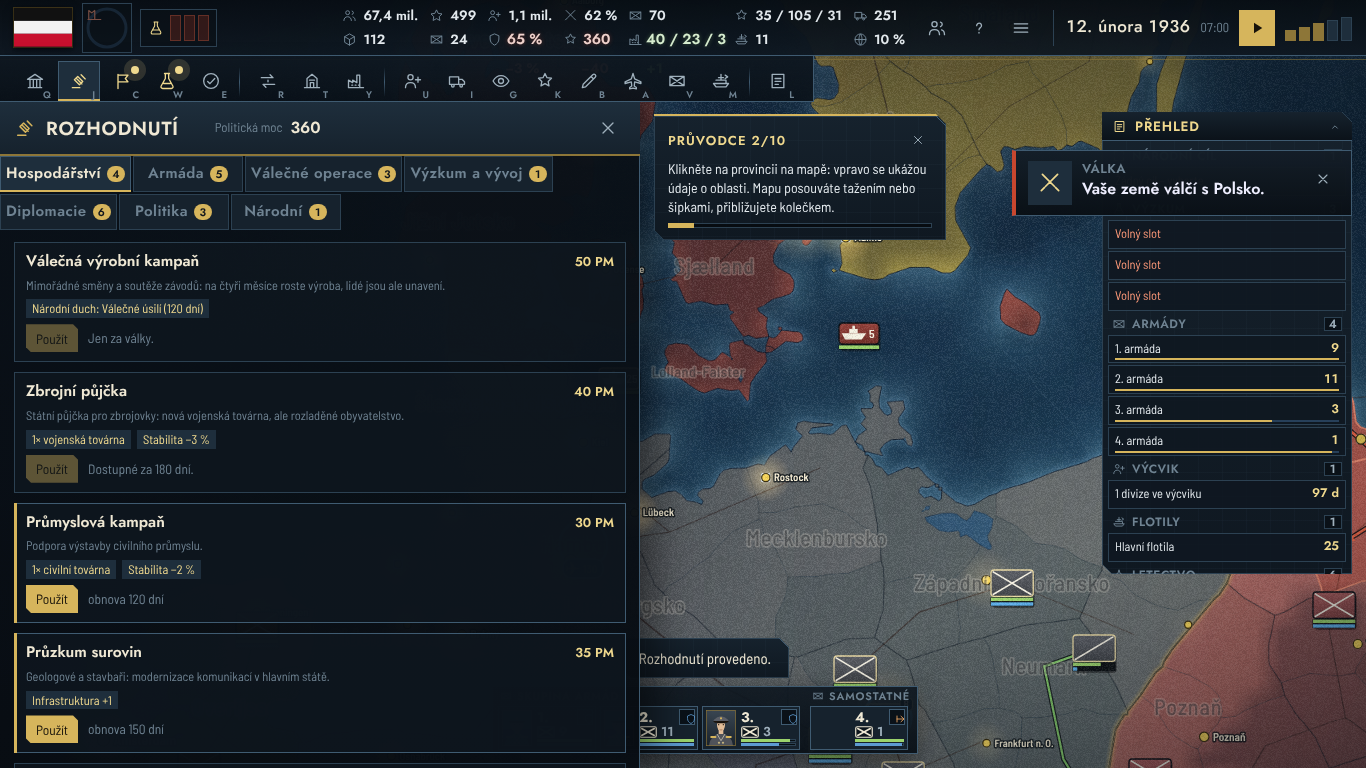 67,4 mil. 499 1,1 mil. 62 % 70 35 / 105 / 31 251
112 24 65 % 360 40 / 23 / 3 11 10 %
12. února 1936 07:00
Q I C W E R T Y U I G K B A V M L
ROZHODNUTÍ Politická moc 360
Hospodářství 4 Armáda 5 Válečné operace 3 Výzkum a vývoj 1
Diplomacie 6 Politika 3 Národní 1
Válečná výrobní kampaň 50 PM
Mimořádné směny a soutěže závodů: na čtyři měsíce roste výroba, lidé jsou ale unavení.
Národní duch: Válečné úsilí (120 dní)
Použít Jen za války.
Zbrojní půjčka 40 PM
Státní půjčka pro zbrojovky: nová vojenská továrna, ale rozladěné obyvatelstvo.
1× vojenská továrna Stabilita −3 %
Použít Dostupné za 180 dní.
Průmyslová kampaň 30 PM
Podpora výstavby civilního průmyslu.
1× civilní továrna Stabilita −2 %
Použít obnova 120 dní
Průzkum surovin 35 PM
Geologové a stavbaři: modernizace komunikací v hlavním státě.
Infrastruktura +1
Použít obnova 150 dní
PRŮVODCE 2/10
Klikněte na provincii na mapě: vpravo se ukážou
údaje o oblasti. Mapu posouváte tažením nebo
šipkami, přibližujete kolečkem.
PŘEHLED
VÁLKA
Vaše země válčí s Polsko.
Volný slot
Volný slot
Volný slot
ARMÁDY 4
1. armáda 9
2. armáda 11
3. armáda 3
4. armáda 1
VÝCVIK 1
1 divize ve výcviku 97 d
FLOTILY 1
Hlavní flotila 25
Sjælland
5
Lolland-Falster
Rostock
Lübeck
Mecklenbursko
Poznaň
Poznaň
Frankfurt n. O.
Rozhodnutí provedeno.
SAMOSTATNÉ
2. 11
3. 3
4. 1